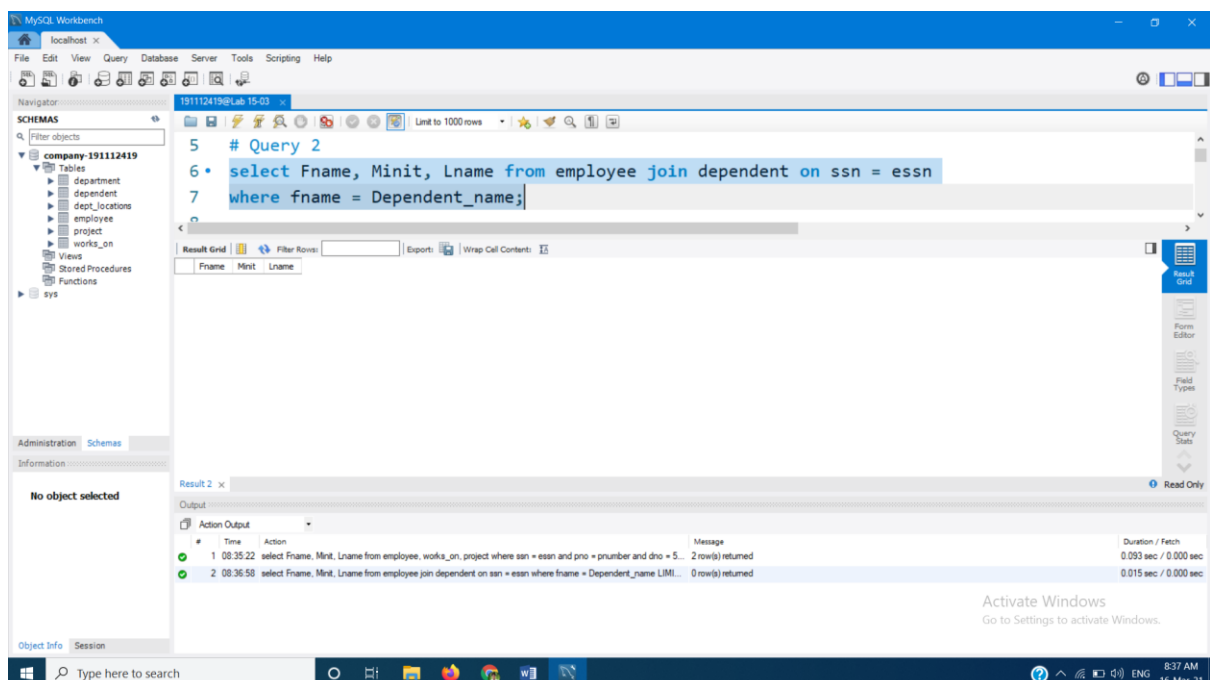 MySQL Workbench
localhost ×
File Edit View Query Database Server Tools Scripting Help
Navigator
SCHEMAS
Filter objects
company-191112419
Tables
department
dependent
dept_locations
employee
project
works_on
Views
Stored Procedures
Functions
sys
Administration Schemas
Information
No object selected
Object Info Session
191112419@Lab 15-03 ×
Limit to 1000 rows
5 # Query 2
6 select Fname, Minit, Lname from employee join dependent on ssn = essn
7 where fname = Dependent_name;
Result Grid Filter Rows: Export: Wrap Cell Content:
Fname Minit Lname
Result Grid
Form Editor
Field Types
Query Stats
Result 2 ×
Read Only
Output
Action Output
# Time Action Message Duration / Fetch
1 08:35:22 select Fname, Minit, Lname from employee, works_on, project where ssn = essn and pno = pnumber and dno = 5... 2 row(s) returned 0.093 sec / 0.000 sec
2 08:36:58 select Fname, Minit, Lname from employee join dependent on ssn = essn where fname = Dependent_name LIMI... 0 row(s) returned 0.015 sec / 0.000 sec
Activate Windows
Go to Settings to activate Windows.
Type here to search
ENG
8:37 AM